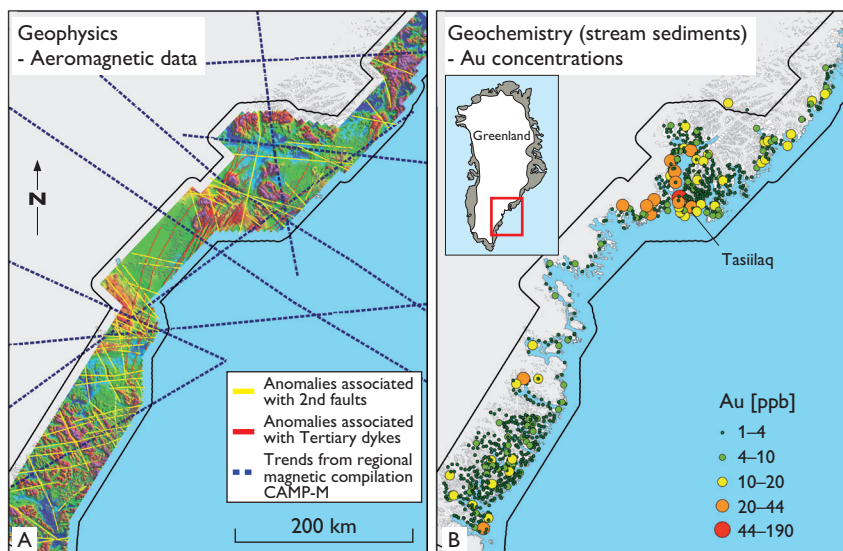 Geophysics
- Aeromagnetic data
N
Anomalies associated
with 2nd faults
Anomalies associated
with Tertiary dykes
Trends from regional
magnetic compilation
CAMP-M
A
200 km
Geochemistry (stream sediments)
- Au concentrations
Greenland
Tasiilaq
Au [ppb]
1–4
4–10
10–20
20–44
44–190
B